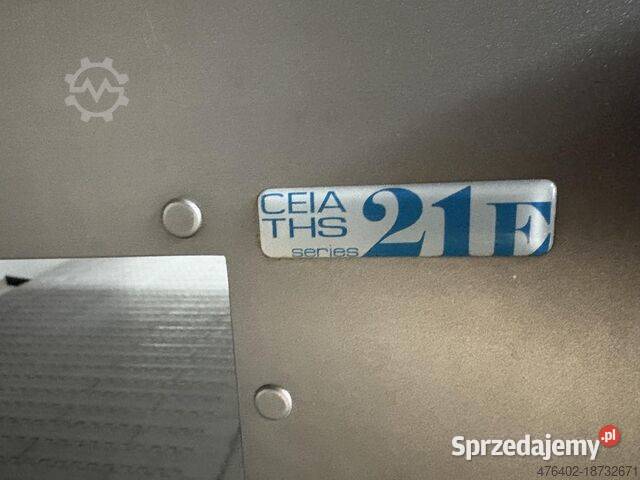 CEIA
THS
series
21E
Sprzedajemy.pl
476402-18732671